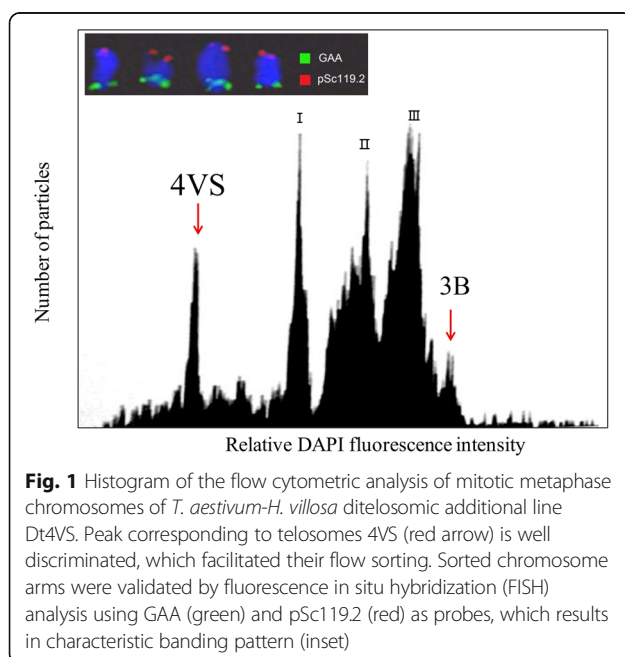 GAA
pSc119.2
I
II
III
4VS
3B
Number of particles
Relative DAPI fluorescence intensity
Fig. 1 Histogram of the flow cytometric analysis of mitotic metaphase
chromosomes of T. aestivum-H. villosa ditelosomic additional line
Dt4VS. Peak corresponding to telosomes 4VS (red arrow) is well
discriminated, which facilitated their flow sorting. Sorted chromosome
arms were validated by fluorescence in situ hybridization (FISH)
analysis using GAA (green) and pSc119.2 (red) as probes, which results
in characteristic banding pattern (inset)